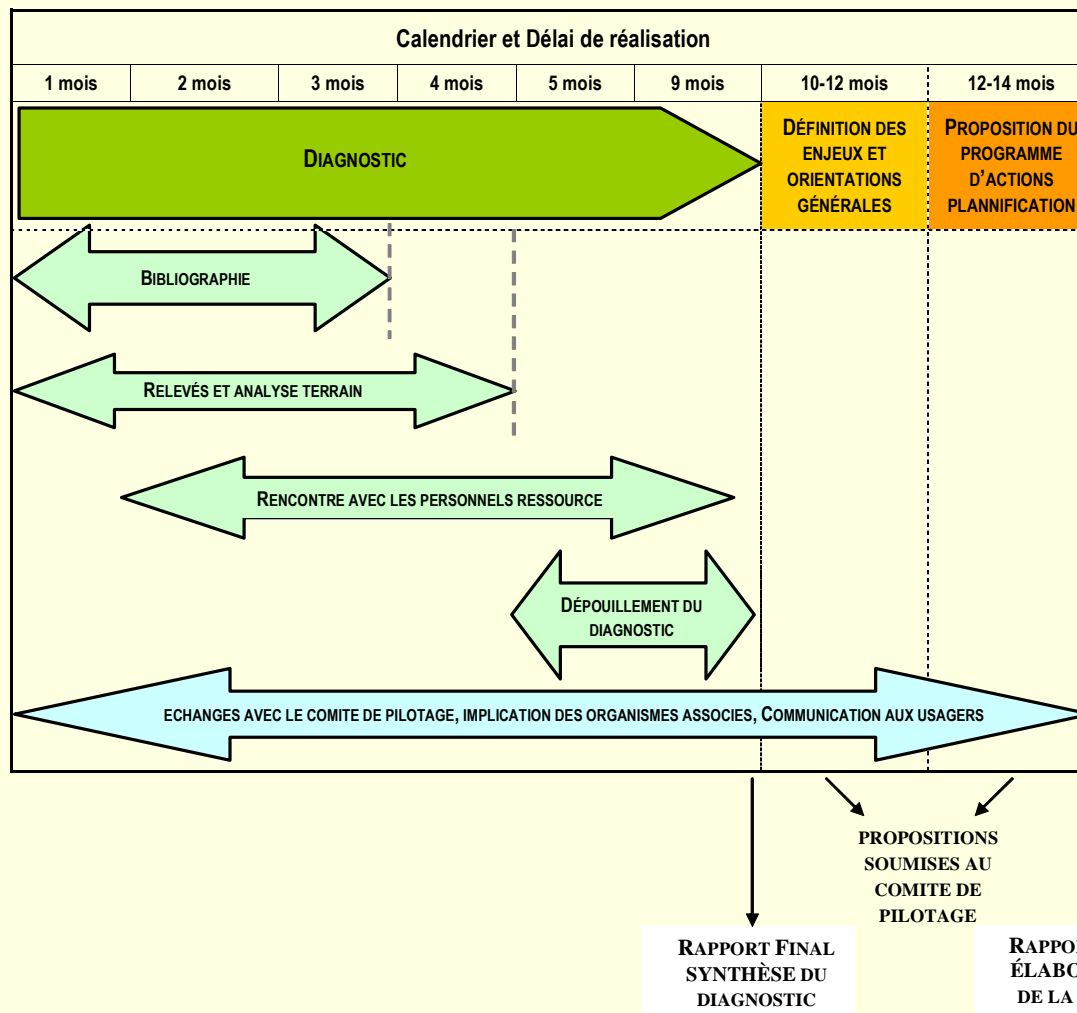 Calendrier et Délai de réalisation
1 mois 2 mois 3 mois 4 mois 5 mois 9 mois 10-12 mois 12-14 mois
DIAGNOSTIC
DÉFINITION DES
ENJEUX ET
ORIENTATIONS
GÉNÉRALES
PROPOSITION DU
PROGRAMME
D'ACTIONS
PLANNIFICATION
BIBLIOGRAPHIE
RELEVÉS ET ANALYSE TERRAIN
RENCONTRE AVEC LES PERSONNELS RESSOURCE
DÉPOUILLEMENT DU
DIAGNOSTIC
ECHANGES AVEC LE COMITE DE PILOTAGE, IMPLICATION DES ORGANISMES ASSOCIES, COMMUNICATION AUX USAGERS
PROPOSITIONS
SOUMISES AU
COMITE DE
PILOTAGE
RAPPORT FINAL
SYNTHÈSE DU
DIAGNOSTIC
DE LA